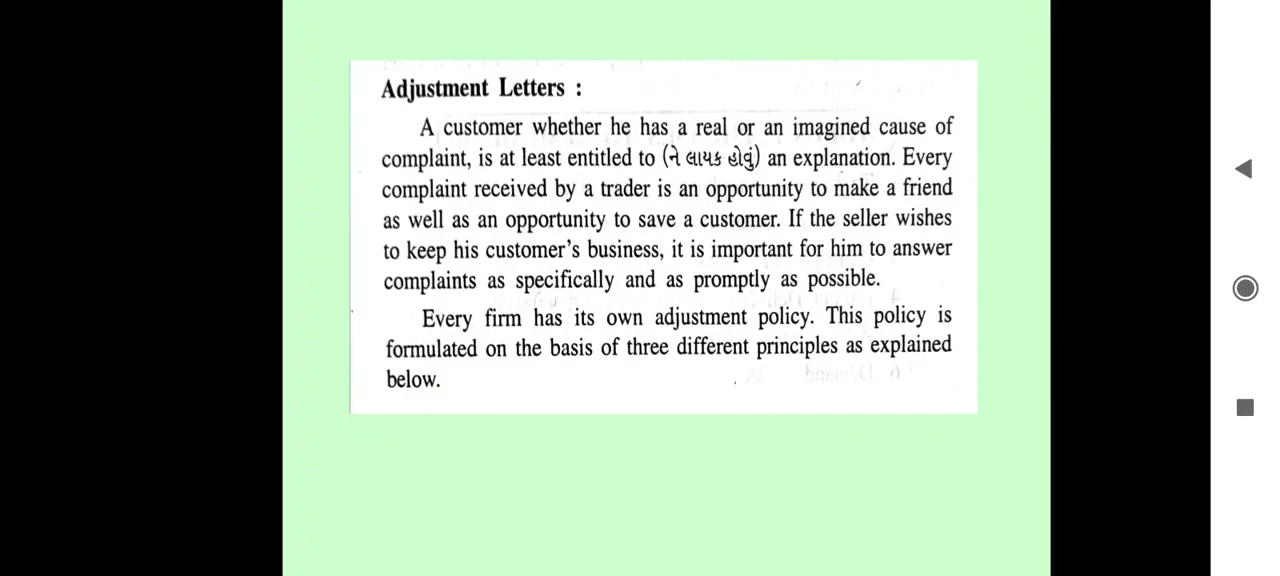 Adjustment Letters :
A customer whether he has a real or an imagined cause of
complaint, is at least entitled to (ને લાયક હોવું) an explanation. Every
complaint received by a trader is an opportunity to make a friend
as well as an opportunity to save a customer. If the seller wishes
to keep his customer's business, it is important for him to answer
complaints as specifically and as promptly as possible.
Every firm has its own adjustment policy. This policy is
formulated on the basis of three different principles as explained
below.